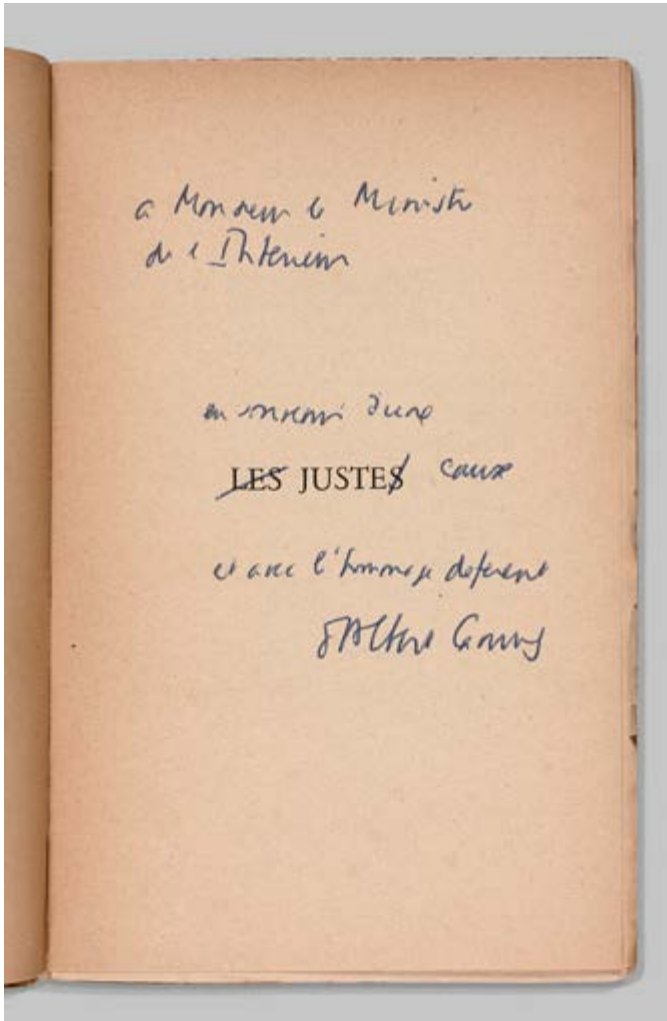 a Monsieur le Ministre
de l'Intérieur
en souvenir d'une
LES JUSTES cause
et avec l'hommage déférent
d'Albert Camus